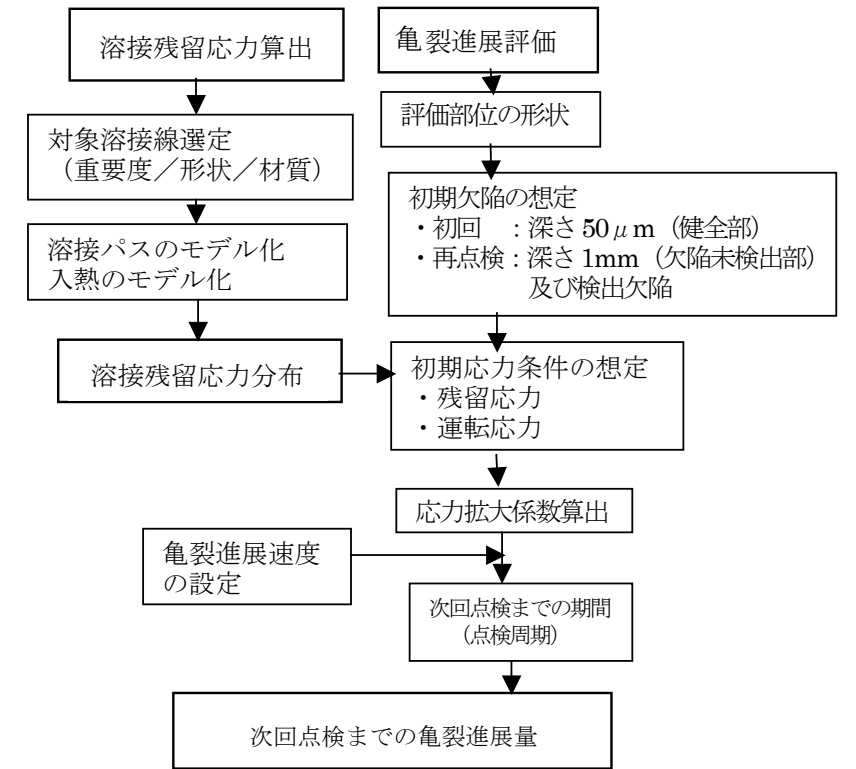 溶接残留応力算出
対象溶接線選定
（重要度／形状／材質）
溶接パスのモデル化
入熱のモデル化
溶接残留応力分布
亀裂進展評価
評価部位の形状
初期欠陥の想定
・初回　：深さ 50μm（健全部）
・再点検：深さ 1mm（欠陥未検出部）
及び検出欠陥
初期応力条件の想定
・残留応力
・運転応力
応力拡大係数算出
亀裂進展速度
の設定
次回点検までの期間
（点検周期）
次回点検までの亀裂進展量